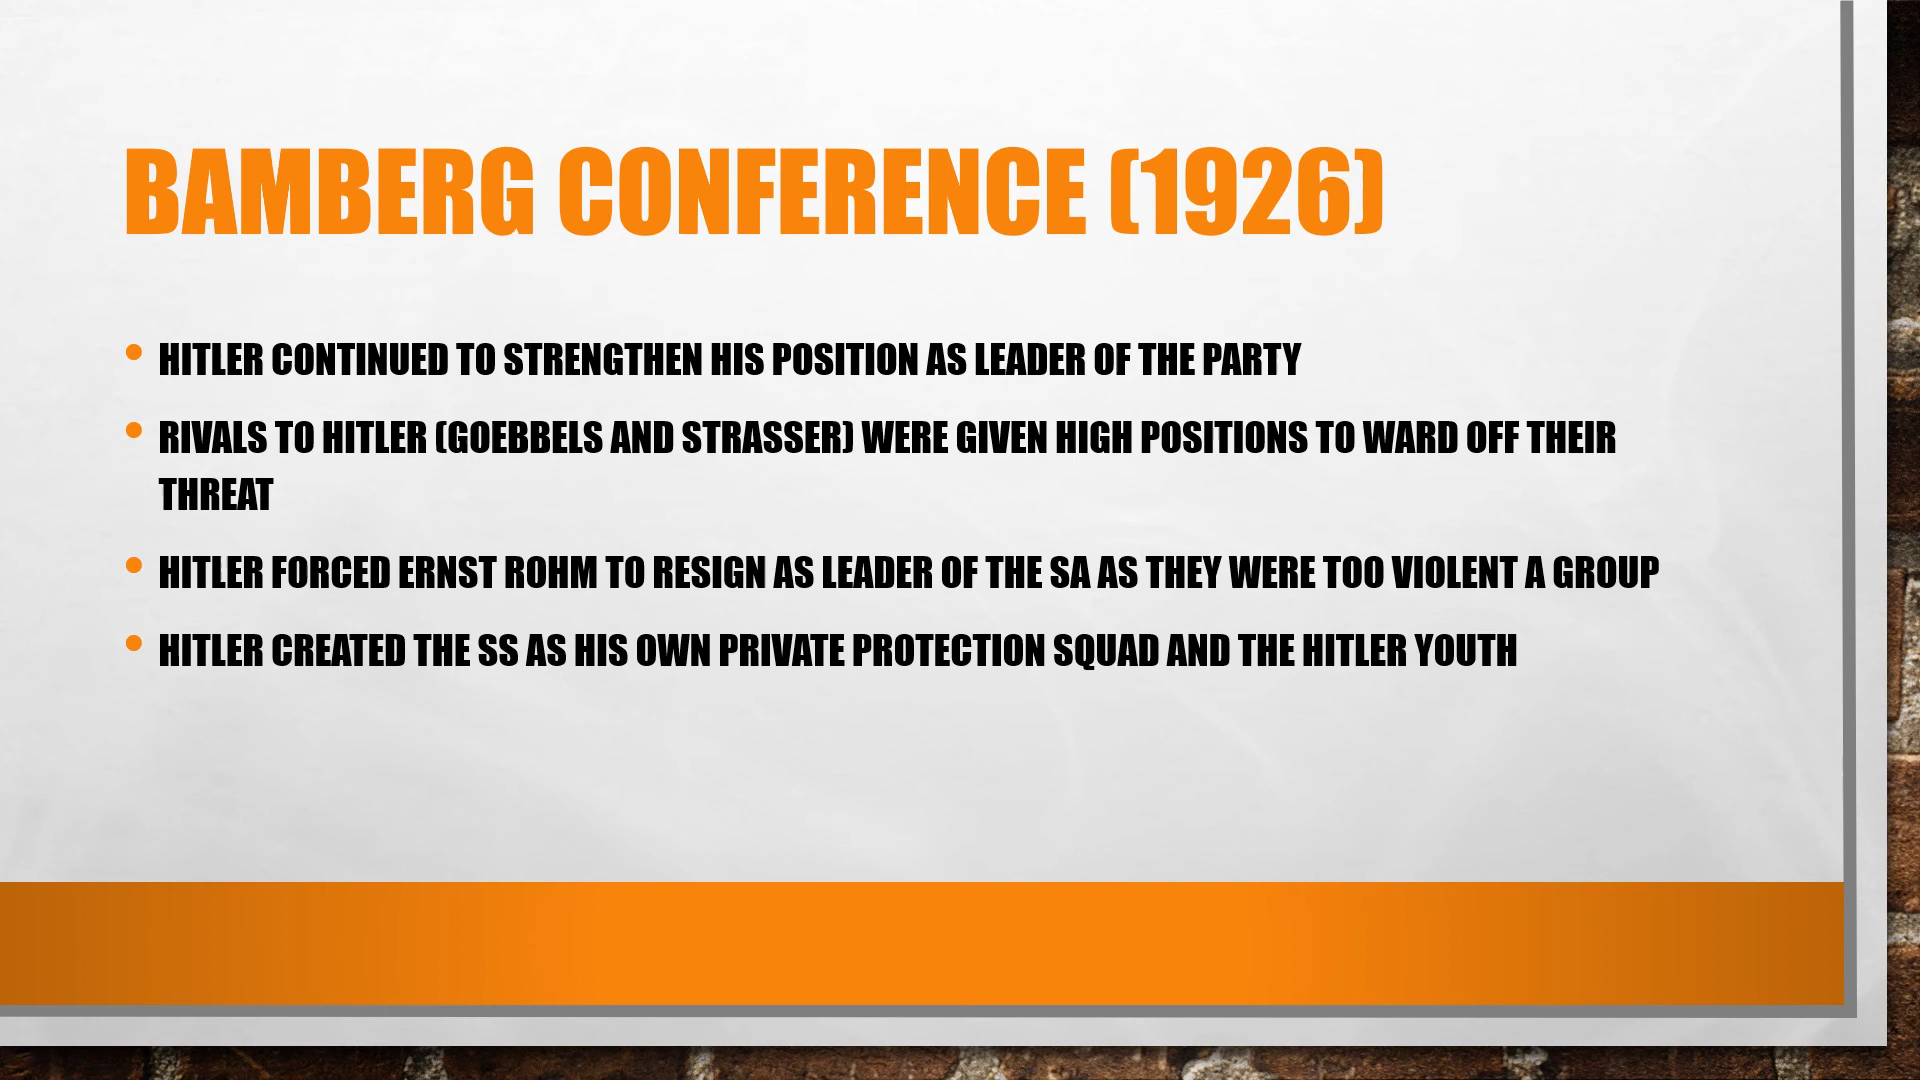 BAMBERG CONFERENCE (1926)
• HITLER CONTINUED TO STRENGTHEN HIS POSITION AS LEADER OF THE PARTY
• RIVALS TO HITLER (GOEBBELS AND STRASSER) WERE GIVEN HIGH POSITIONS TO WARD OFF THEIR
THREAT
• HITLER FORCED ERNST ROHM TO RESIGN AS LEADER OF THE SA AS THEY WERE TOO VIOLENT A GROUP
• HITLER CREATED THE SS AS HIS OWN PRIVATE PROTECTION SQUAD AND THE HITLER YOUTH